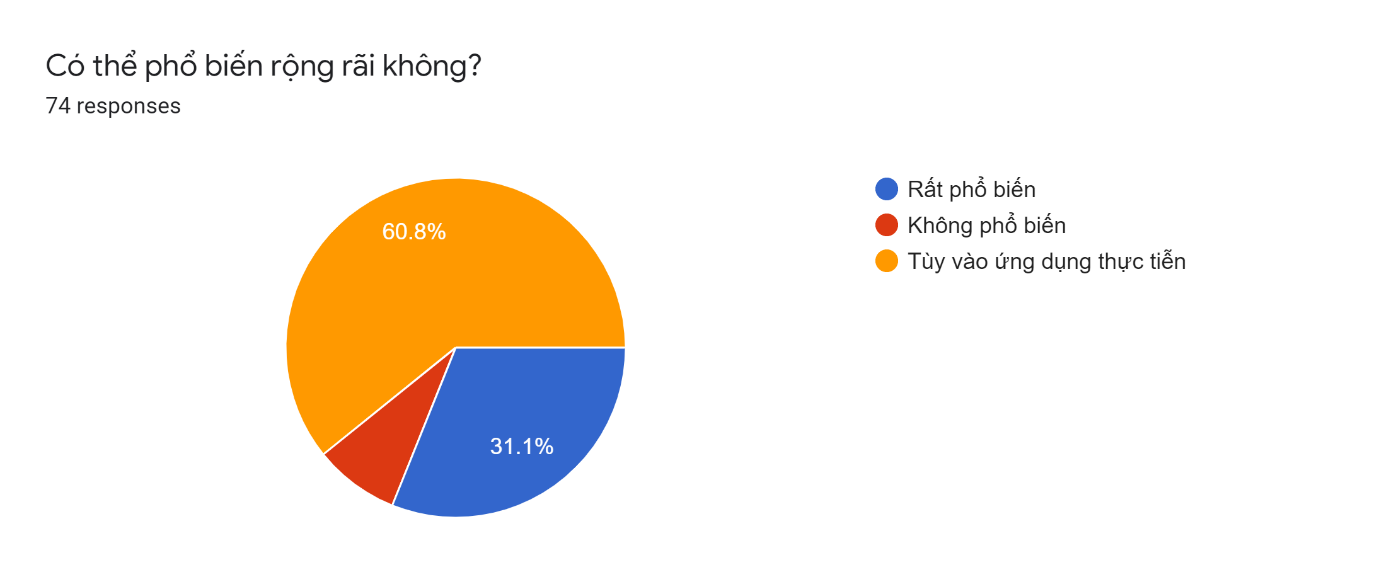 Có thể phổ biến rộng rãi không?
74 responses
60.8%
31.1%
Rất phổ biến
Không phổ biến
Tùy vào ứng dụng thực tiễn